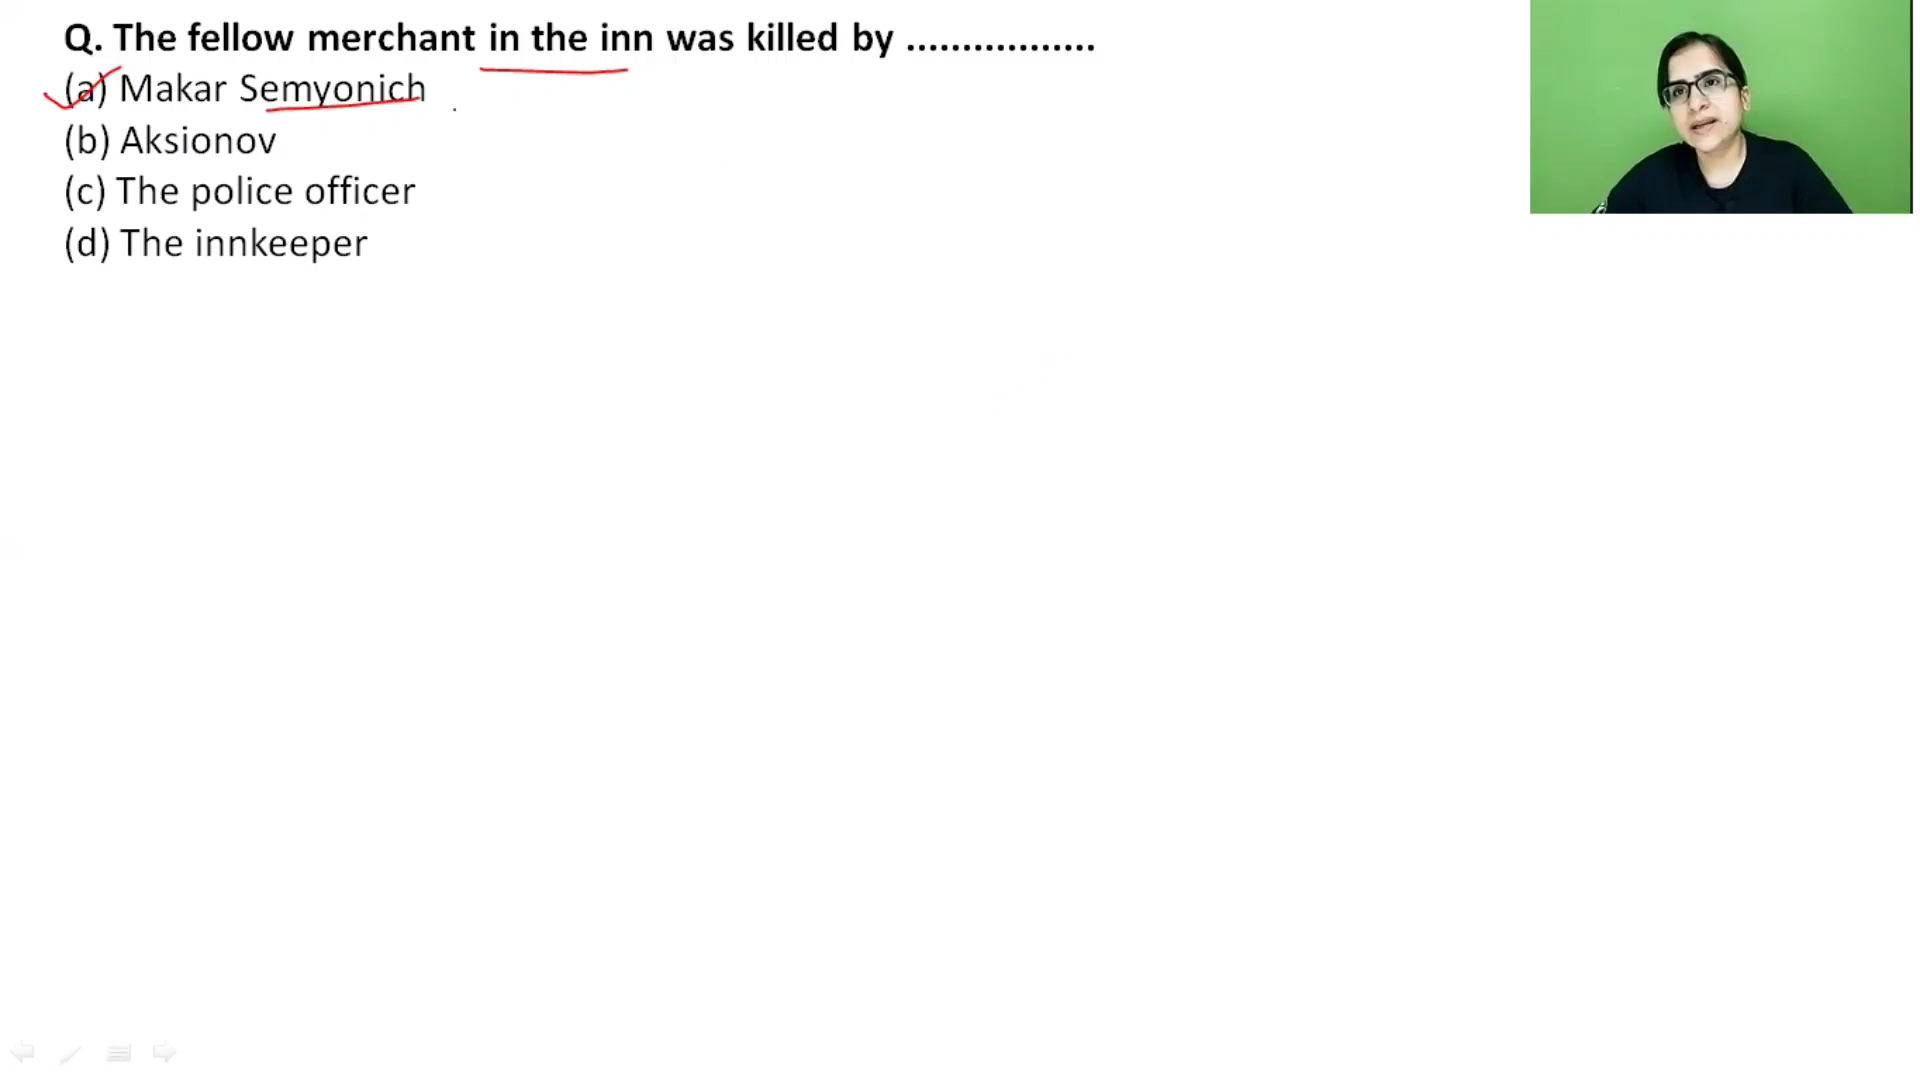 Q. The fellow merchant in the inn was killed by .................
(a) Makar Semyonich
(b) Aksionov
(c) The police officer
(d) The innkeeper